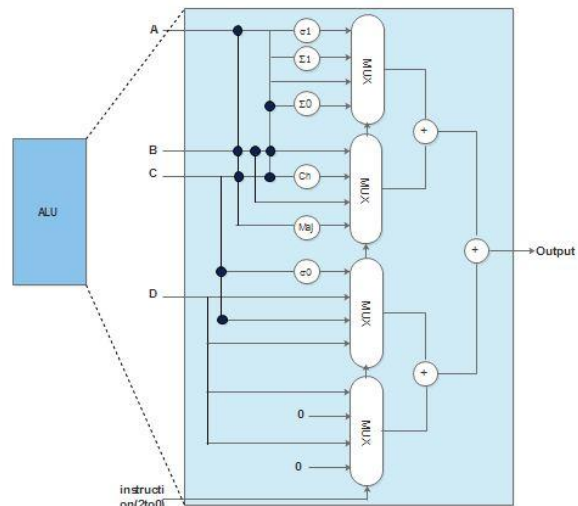 A
σ1
MUX
Σ1
Σ0
+
B
C
Ch
MUX
Maj
ALU
+
Output
σ0
D
MUX
+
0
MUX
0
instructi
on(2to0)